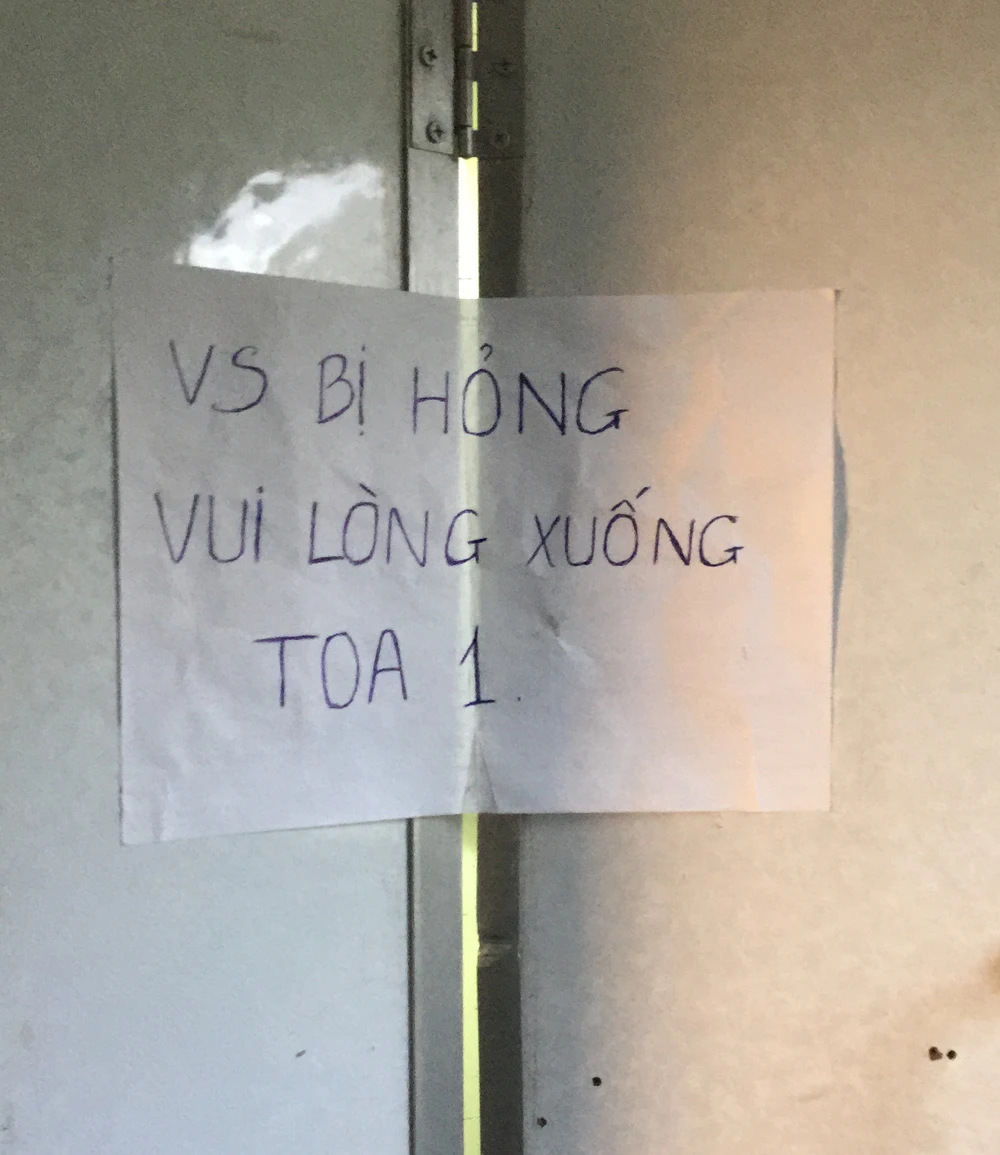 VS BỊ HỎNG
VUI LÒNG XUỐNG
TOA 1.